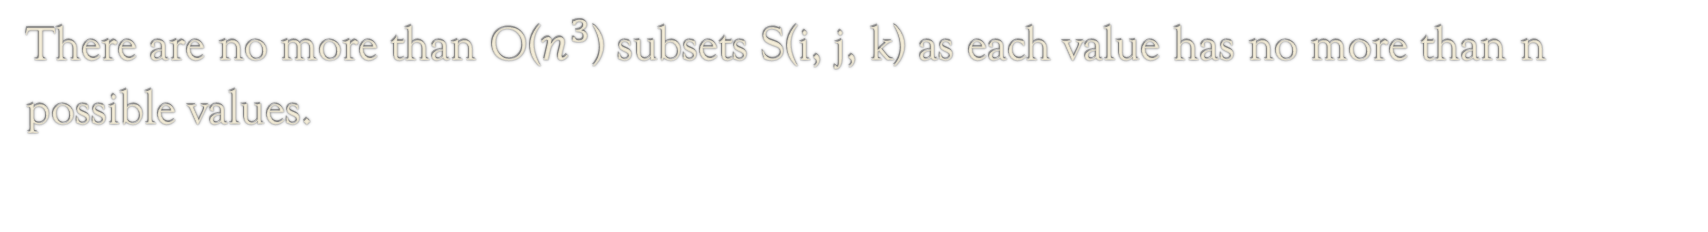 There are no more than O(n³) subsets S(i, j, k) as each value has no more than n
possible values.